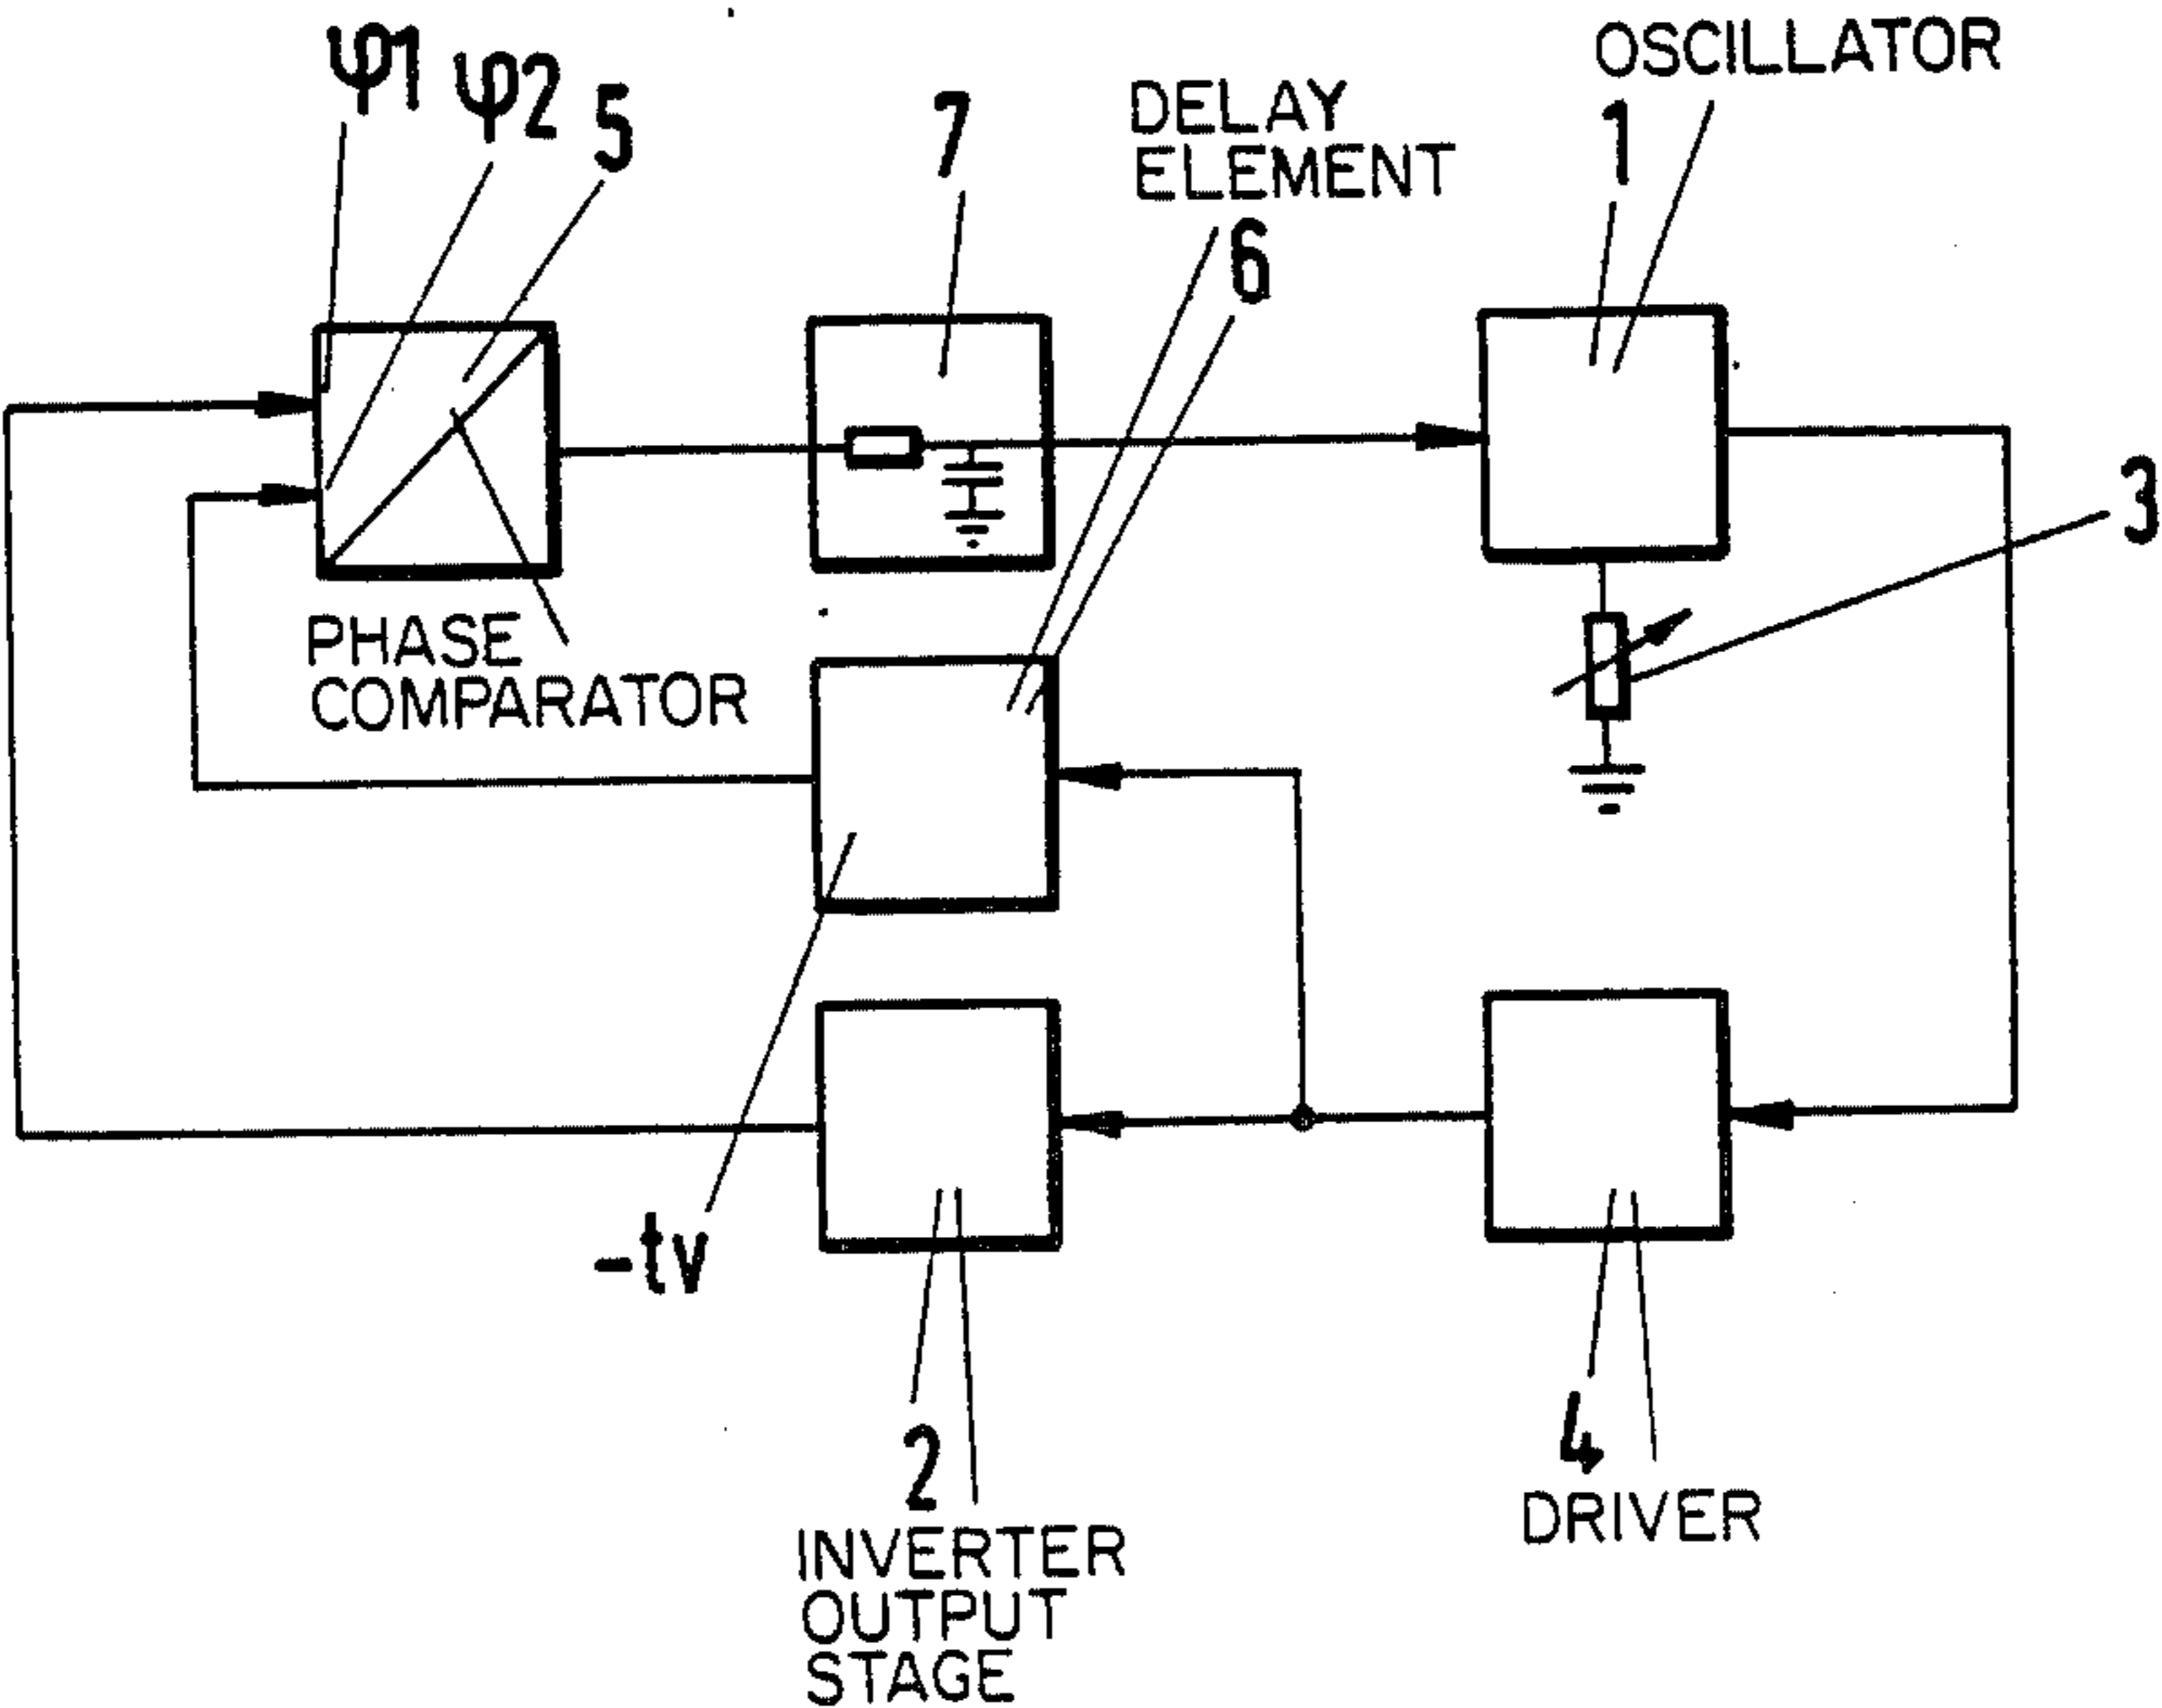 φ1
φ2
5
7
DELAY
ELEMENT
6
OSCILLATOR
1
3
PHASE
COMPARATOR
-tv
2
INVERTER
OUTPUT
STAGE
4
DRIVER